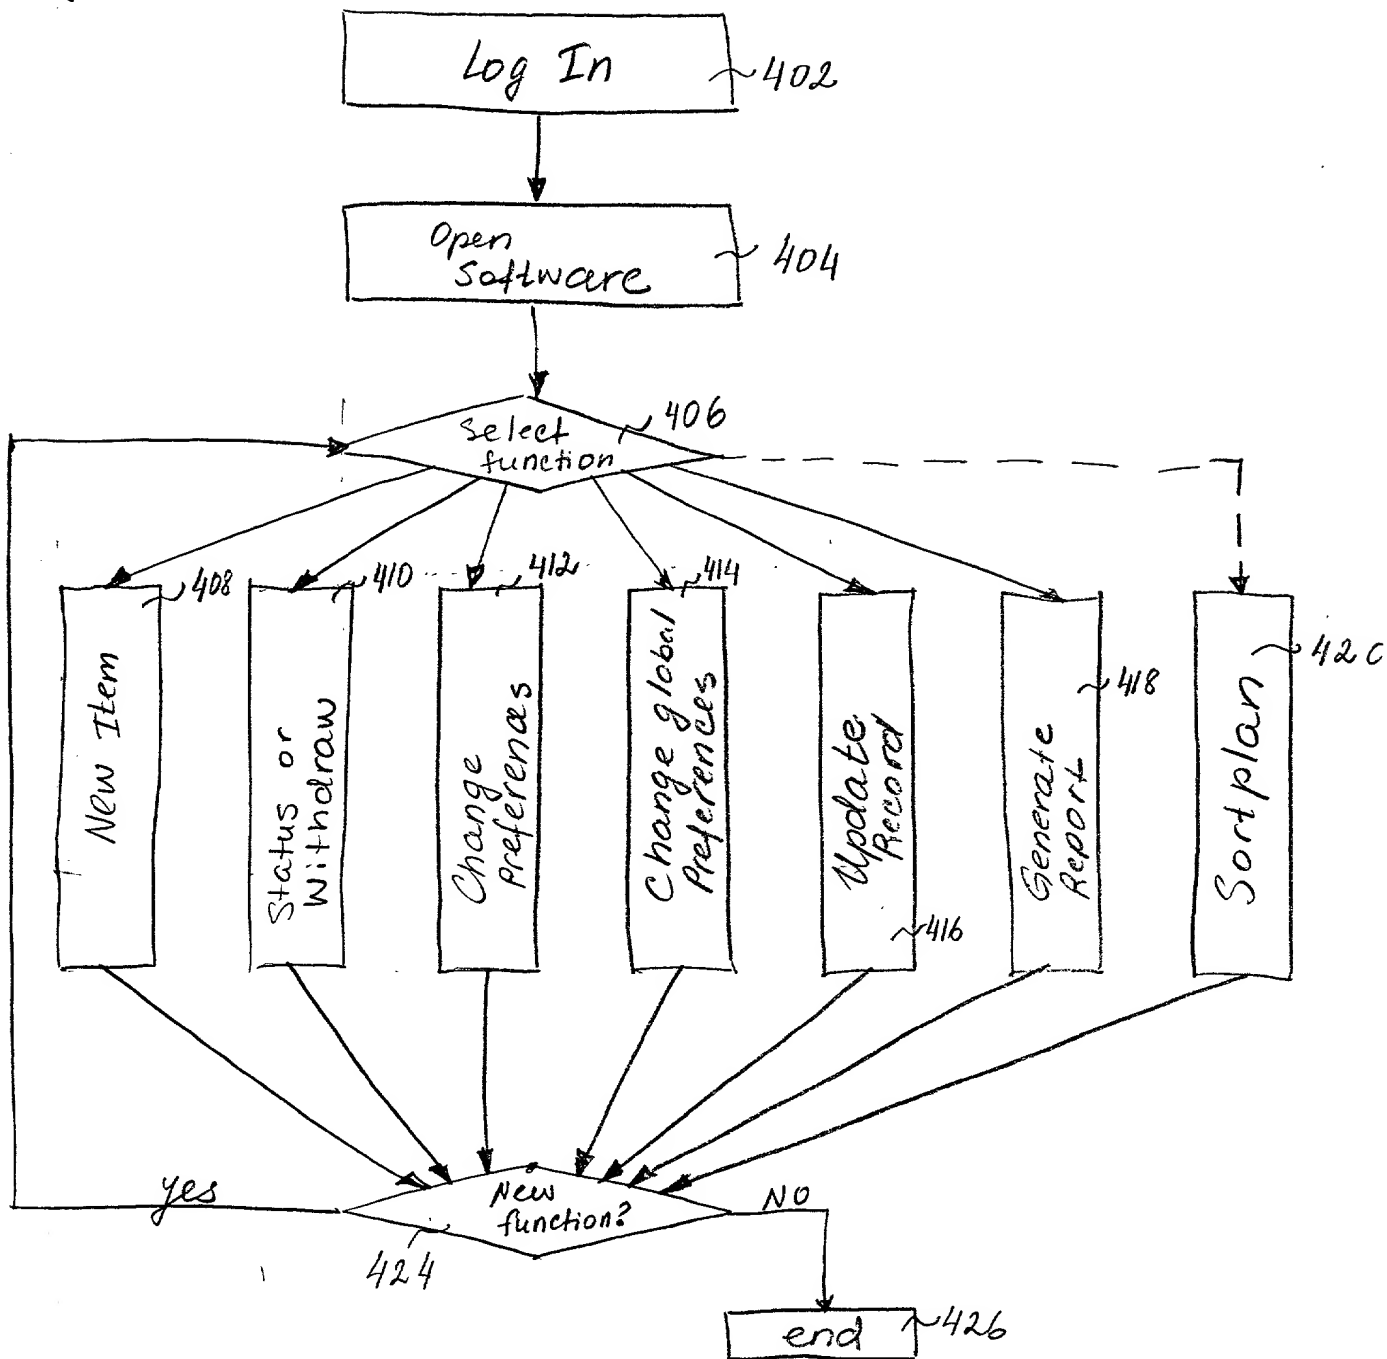 Log In
402
Open
Software
404
Select
function
406
408
410
412
414
New Item
Status or
Withdraw
Change
Preferences
Change global
Preferences
Update
Record
416
Generate
Report
418
Sortplan
420
yes
New
function?
NO
424
end
426